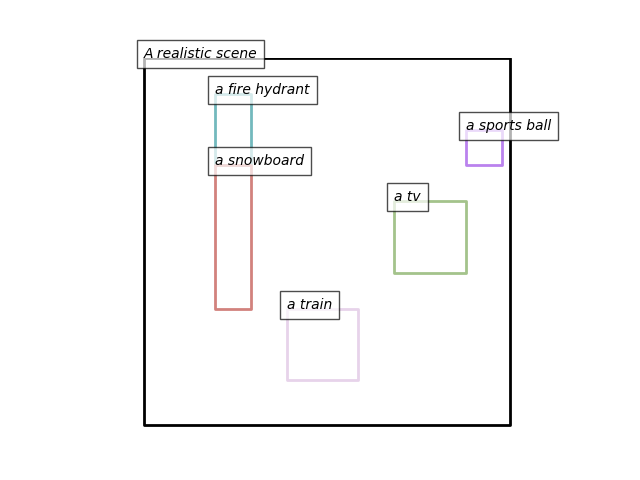 A realistic scene
a fire hydrant
a sports ball
a snowboard
a tv
a train